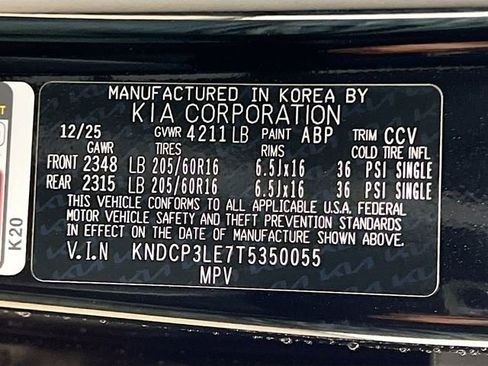 MANUFACTURED IN KOREA BY
KIA CORPORATION
12/25 GVWR 4211 LB PAINT ABP TRIM CCV
GAWR TIRES RIMS COLD TIRE INFL
FRONT 2348 LB 205/60R16 6.5Jx16 36 PSI SINGLE
REAR 2315 LB 205/60R16 6.5Jx16 36 PSI SINGLE
THIS VEHICLE CONFORMS TO ALL APPLICABLE U.S.A. FEDERAL
MOTOR VEHICLE SAFETY AND THEFT PREVENTION STANDARDS
IN EFFECT ON THE DATE OF MANUFACTURE SHOWN ABOVE.
V.I.N KNDCP3LE7T5350055
MPV
K20